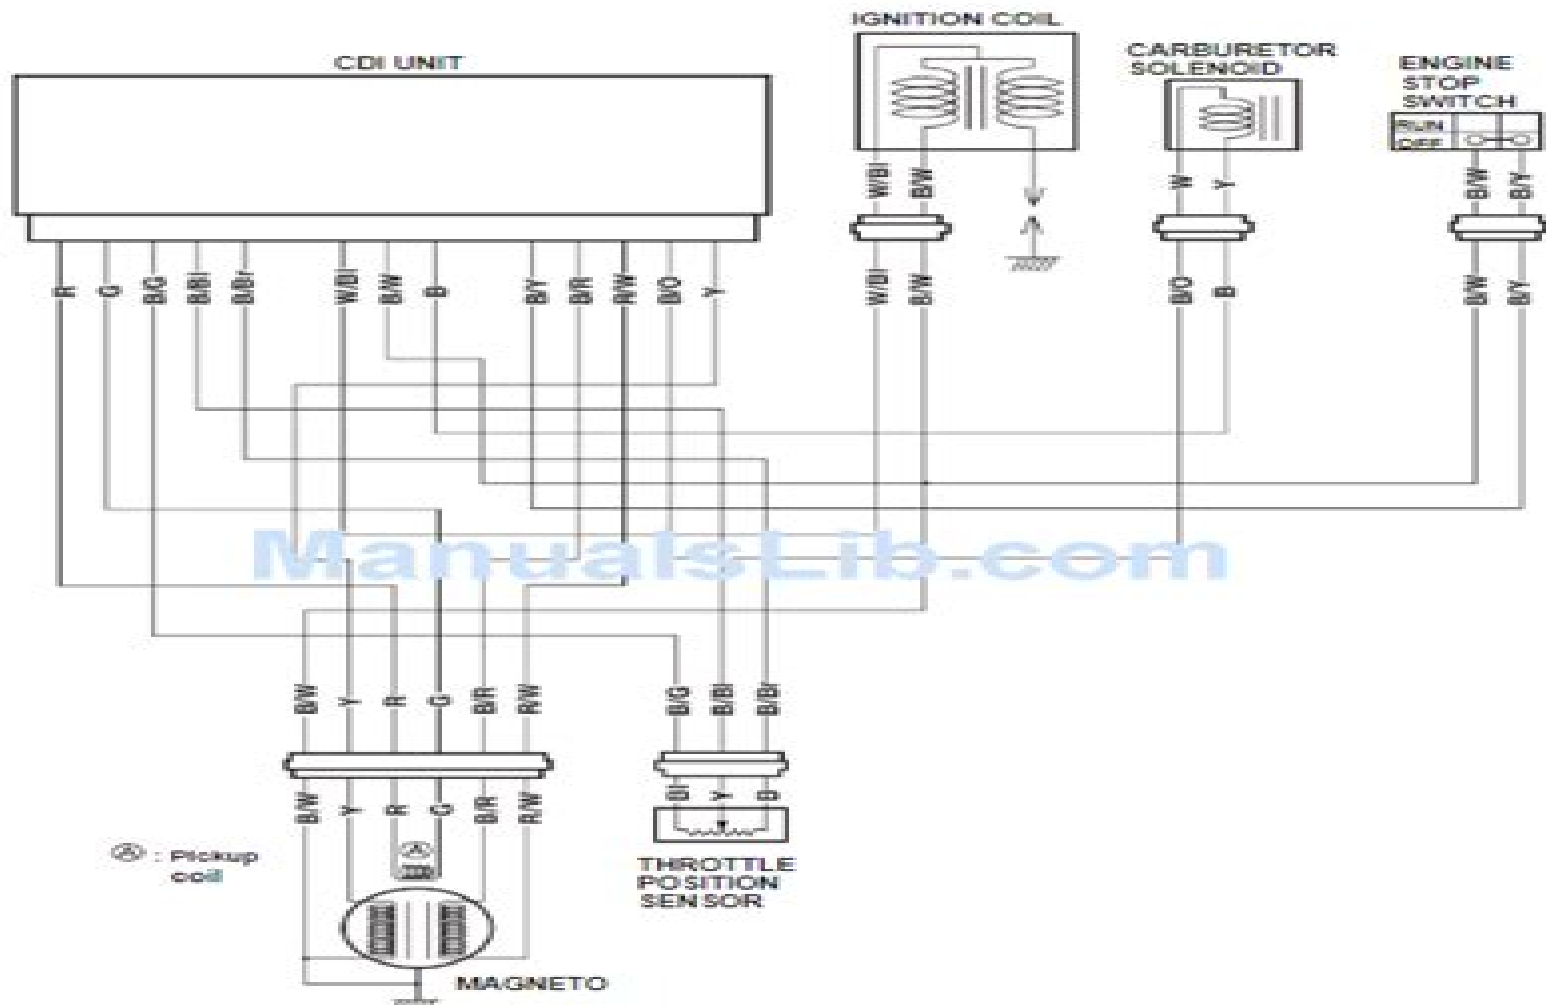 IGNITION COIL
CDI UNIT
CARBURETOR
SOLENOID
ENGINE
STOP
SWITCH
RUN
OFF
W/Bl B/W W Y B/W B/Y
R G B/G B/Bl B/Br W/Bl B/W B B/Y B/R R/W B/O Y W/Bl B/W B/O B B/W B/Y
ManualsLib.com
B/W Y R G B/R R/W B/G B/Bl B/Br
B/W Y R G B/R R/W Bl Y B
A
A : Pickup
coil
THROTTLE
POSITION
SENSOR
MAGNETO